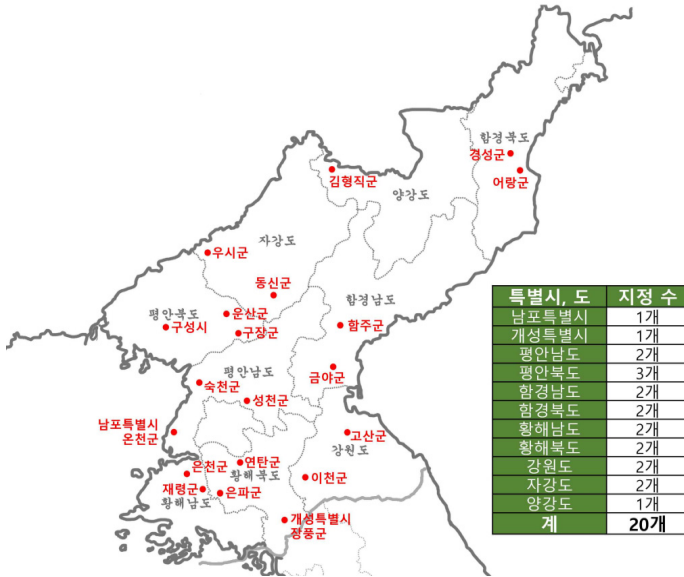 함경북도
경성군
어랑군
김형직군
양강도
자강도
우시군
동신군
함경남도
평안북도
운산군
구성시
구장군
함주군
평안남도
금야군
숙천군
성천군
남포특별시
온천군
고산군
강원도
연탄군
은천군
황해북도
이천군
재령군
은파군
황해남도
개성특별시
장풍군
특별시, 도 지정 수
남포특별시 1개
개성특별시 1개
평안남도 2개
평안북도 3개
함경남도 2개
함경북도 2개
황해남도 2개
황해북도 2개
강원도 2개
자강도 2개
양강도 1개
계 20개